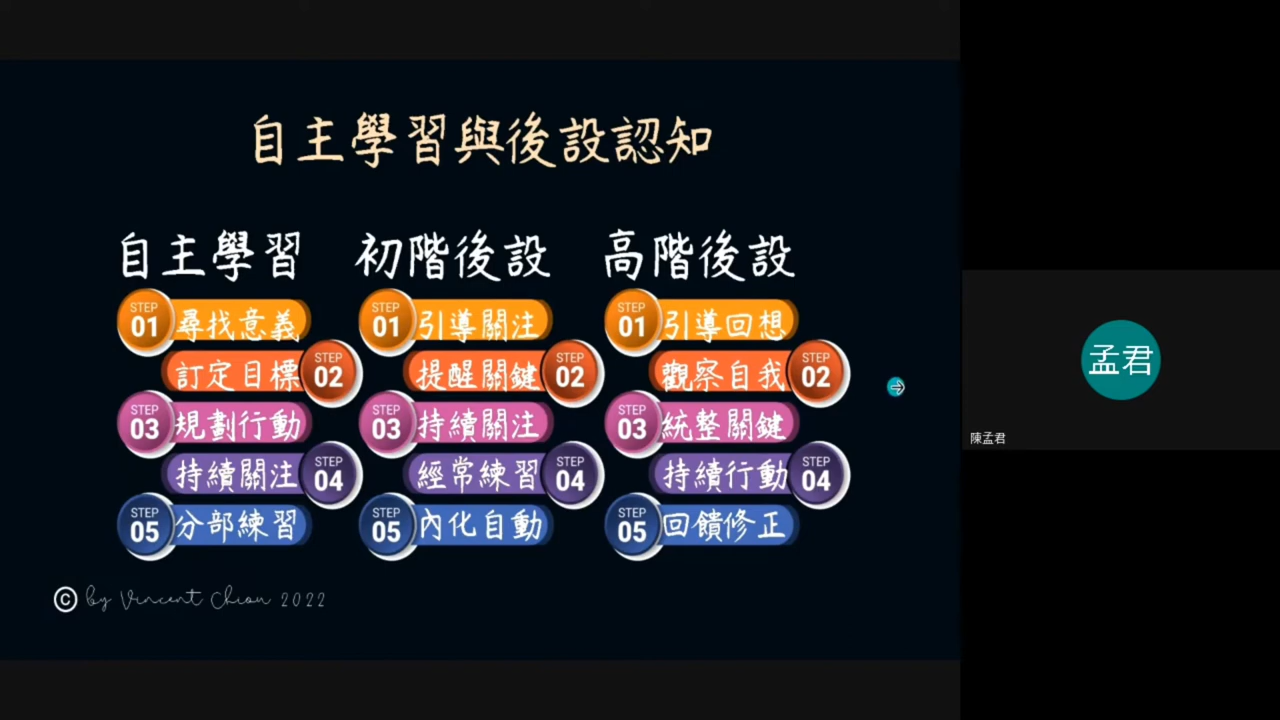 自主學習與後設認知
自主學習
STEP 01 尋找意義
訂定目標 STEP 02
STEP 03 規劃行動
持續關注 STEP 04
STEP 05 分部練習
初階後設
STEP 01 引導關注
提醒關鍵 STEP 02
STEP 03 持續關注
經常練習 STEP 04
STEP 05 內化自動
高階後設
STEP 01 引導回想
觀察自我 STEP 02
STEP 03 統整關鍵
持續行動 STEP 04
STEP 05 回饋修正
© by Vincent Chiou 2022
孟君
陳孟君